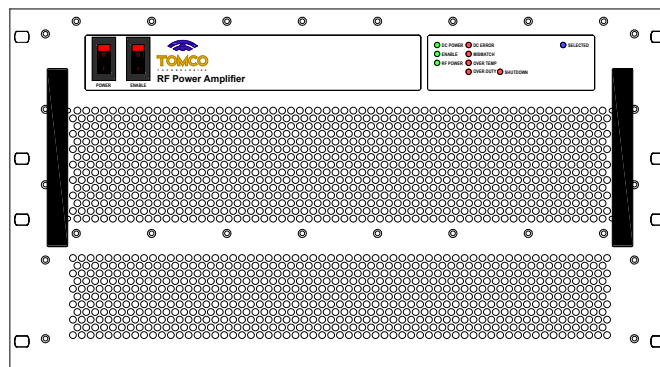 POWER
ENABLE
TOMCO
TECHNOLOGIES
RF Power Amplifier
DC POWER
DC ERROR
ENABLE
MISMATCH
RF POWER
OVER TEMP
OVER DUTY
SHUTDOWN
SELECTED